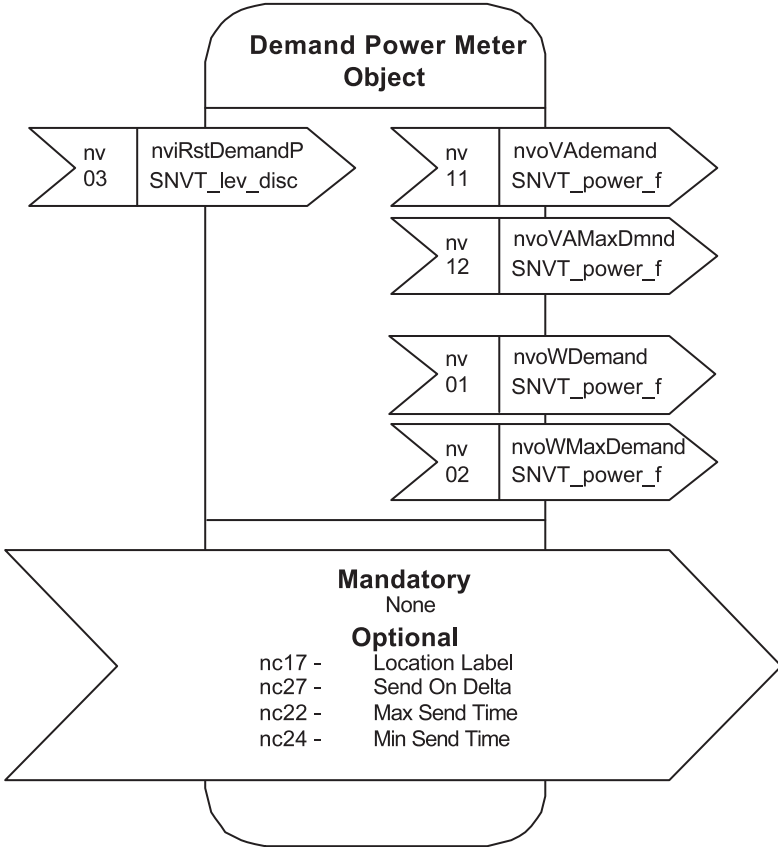 Demand Power Meter
Object
nv
03
nviRstDemandP
SNVT_lev_disc
nv
11
nvoVAdemand
SNVT_power_f
nv
12
nvoVAMaxDmnd
SNVT_power_f
nv
01
nvoWDemand
SNVT_power_f
nv
02
nvoWMaxDemand
SNVT_power_f
Mandatory
None
Optional
nc17 - Location Label
nc27 - Send On Delta
nc22 - Max Send Time
nc24 - Min Send Time